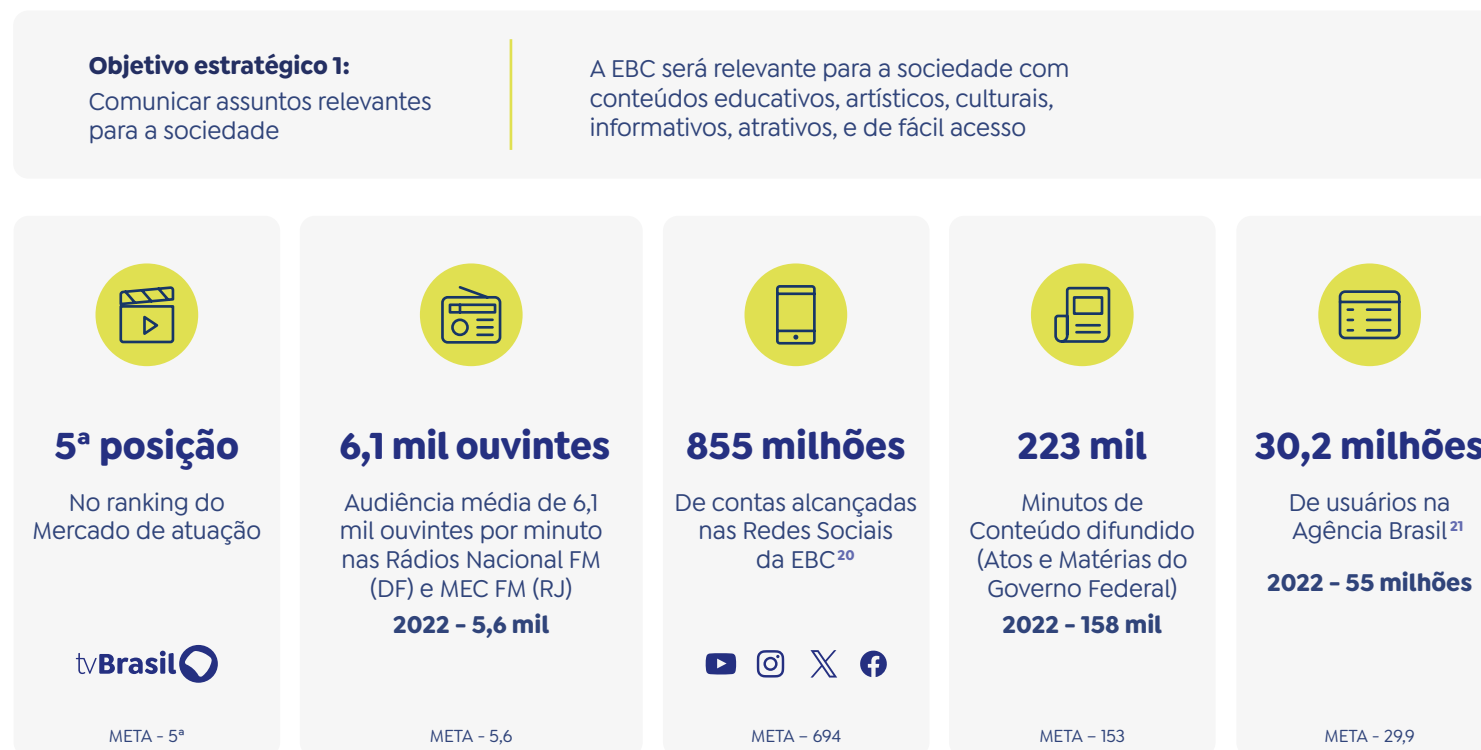 Objetivo estratégico 1:
Comunicar assuntos relevantes
para a sociedade
A EBC será relevante para a sociedade com
conteúdos educativos, artísticos, culturais,
informativos, atrativos, e de fácil acesso
5ª posição
No ranking do
Mercado de atuação
tvBrasil
META - 5ª
6,1 mil ouvintes
Audiência média de 6,1
mil ouvintes por minuto
nas Rádios Nacional FM
(DF) e MEC FM (RJ)
2022 - 5,6 mil
META - 5,6
855 milhões
De contas alcançadas
nas Redes Sociais
da EBC 20
META – 694
223 mil
Minutos de
Conteúdo difundido
(Atos e Matérias do
Governo Federal)
2022 - 158 mil
META – 153
30,2 milhões
De usuários na
Agência Brasil 21
2022 - 55 milhões
META - 29,9